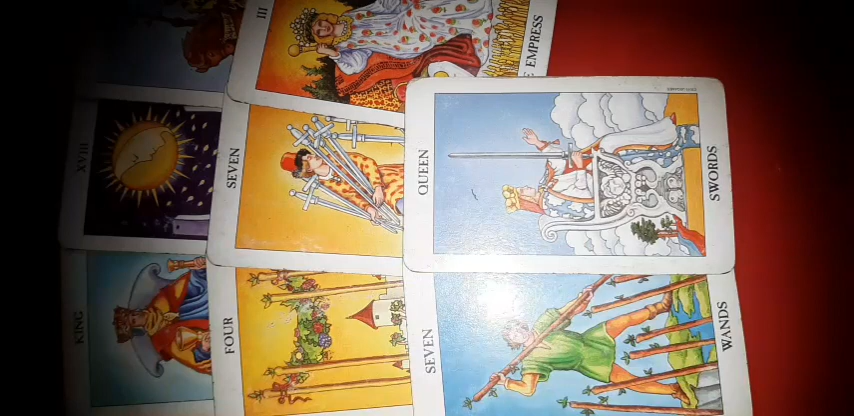 III
E EMPRESS
XVIII
SEVEN
QUEEN
SWORDS
KING
FOUR
SEVEN
WANDS